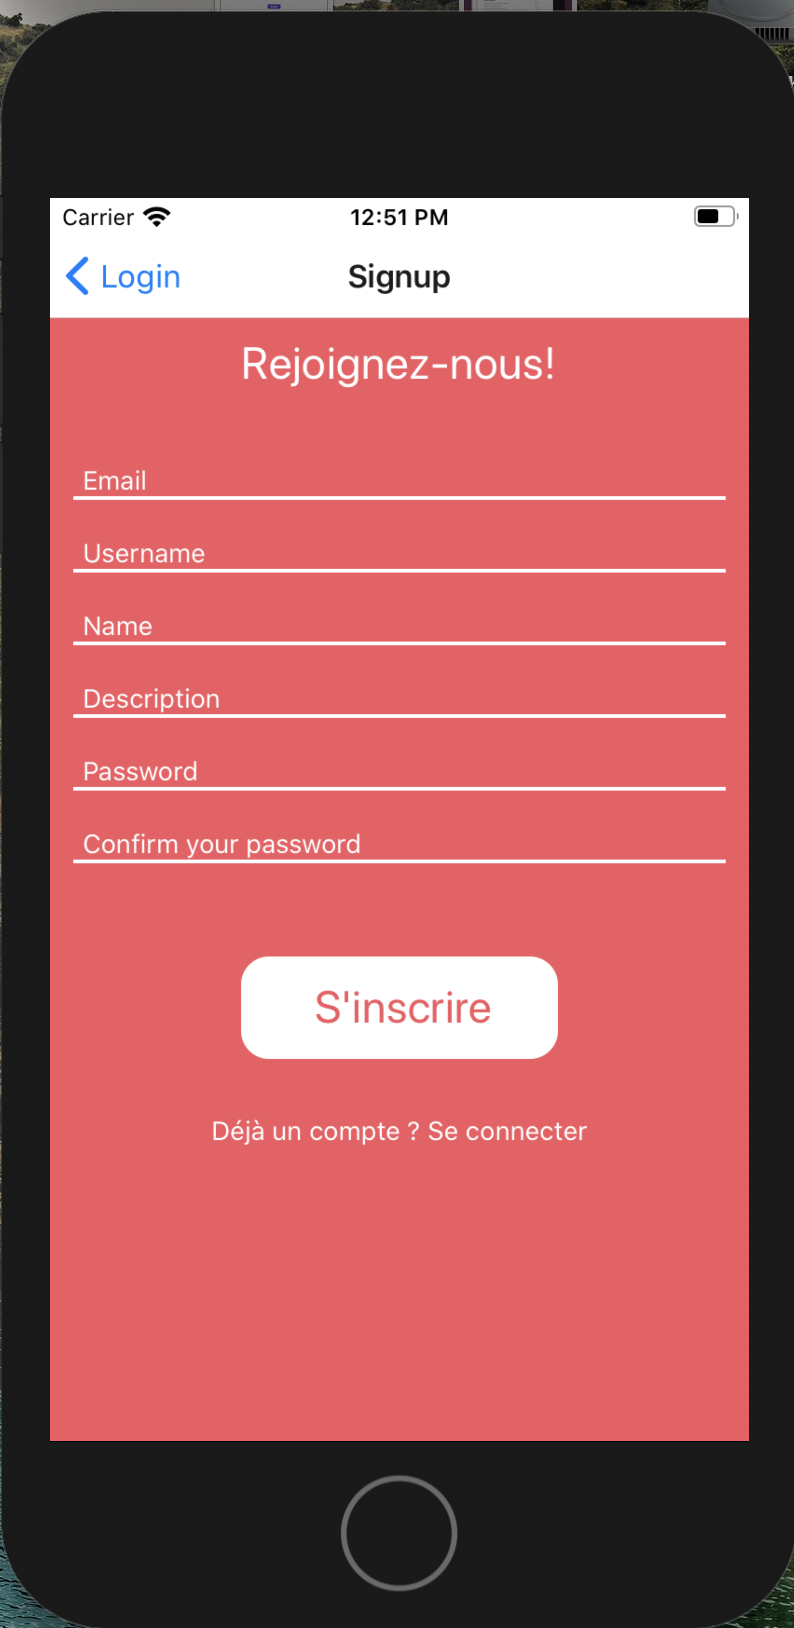 Carrier
12:51 PM
Login
Signup
Rejoignez-nous!
Email
Username
Name
Description
Password
Confirm your password
S'inscrire
Déjà un compte ? Se connecter